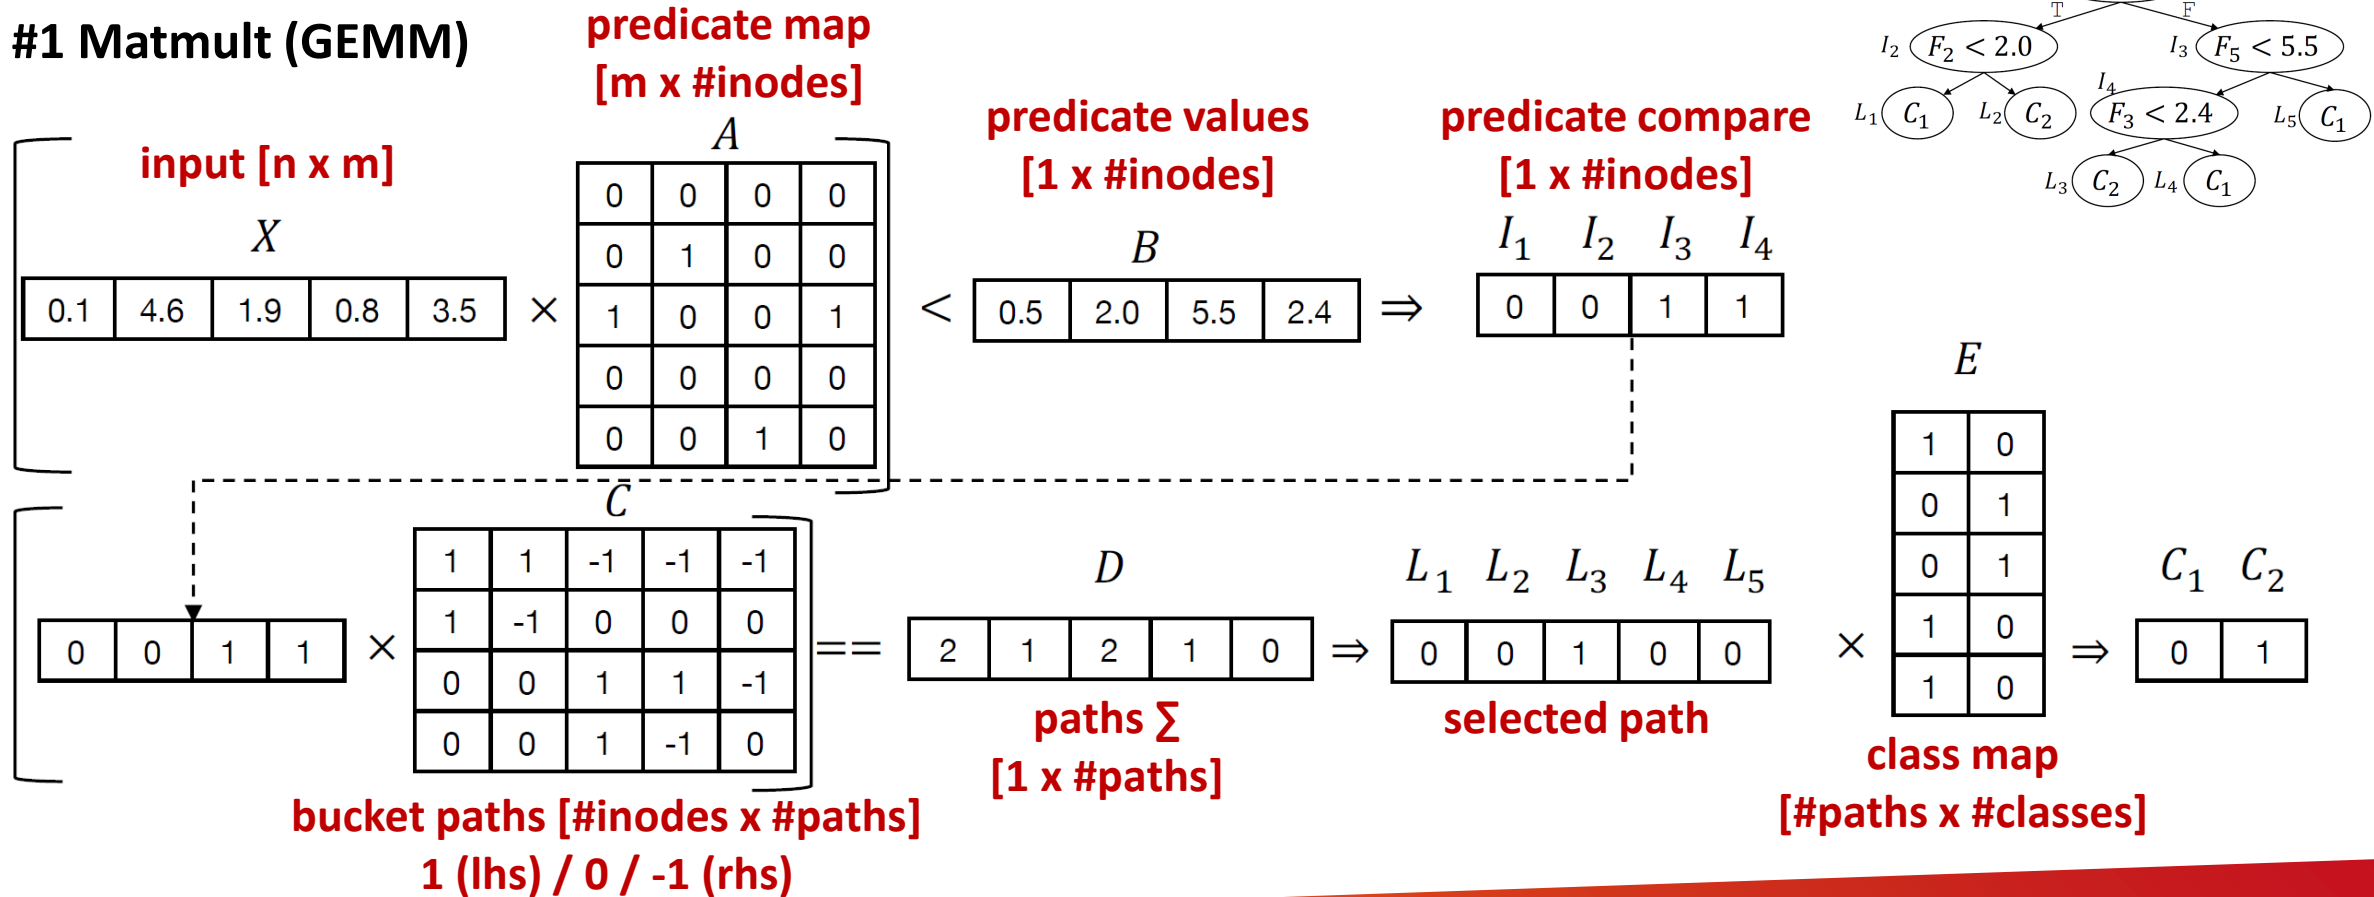 #1 Matmult (GEMM)
predicate map
[m x #inodes]
A
input [n x m]
X
0.1 4.6 1.9 0.8 3.5
×
0 0 0 0
0 1 0 0
1 0 0 1
0 0 0 0
0 0 1 0
<
predicate values
[1 x #inodes]
B
0.5 2.0 5.5 2.4
⇒
predicate compare
[1 x #inodes]
I1 I2 I3 I4
0 0 1 1
T F
I2 F2 < 2.0
I3 F5 < 5.5
L1 C1
L2 C2
I4
F3 < 2.4
L5 C1
L3 C2
L4 C1
0 0 1 1
×
C
1 1 -1 -1 -1
1 -1 0 0 0
0 0 1 1 -1
0 0 1 -1 0
bucket paths [#inodes x #paths]
1 (lhs) / 0 / -1 (rhs)
==
D
2 1 2 1 0
paths ∑
[1 x #paths]
⇒
L1 L2 L3 L4 L5
0 0 1 0 0
selected path
×
E
1 0
0 1
0 1
1 0
1 0
class map
[#paths x #classes]
⇒
C1 C2
0 1